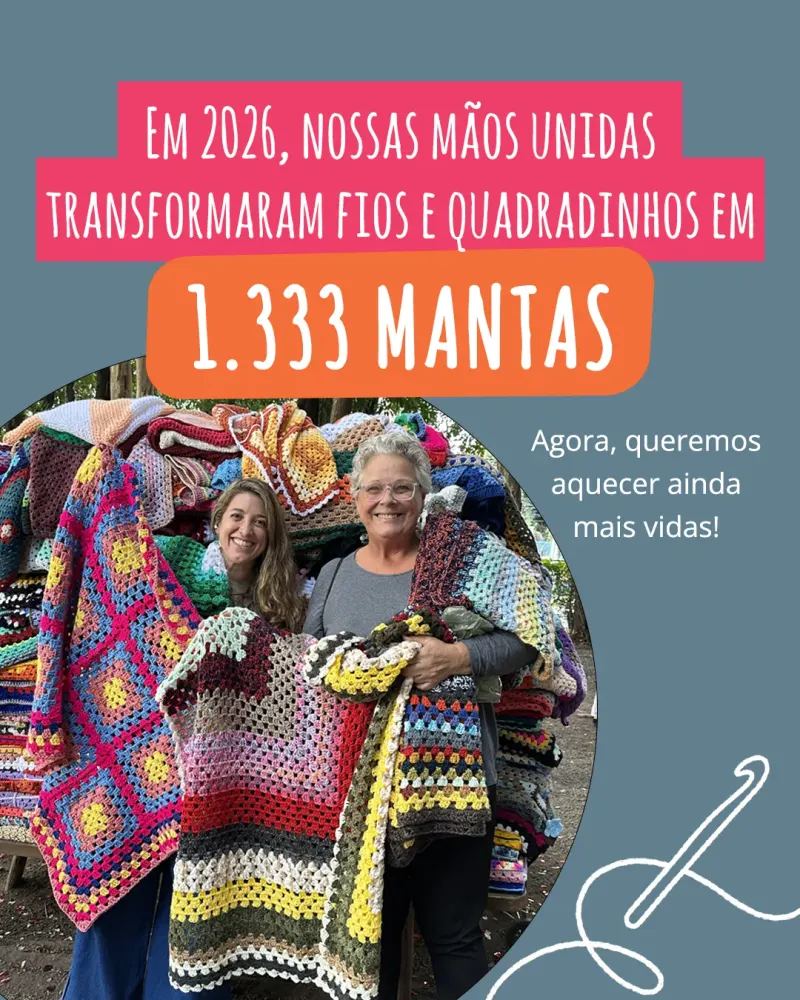 Em 2026, nossas mãos unidas
transformaram fios e quadradinhos em
1.333 MANTAS
Agora, queremos
aquecer ainda
mais vidas!